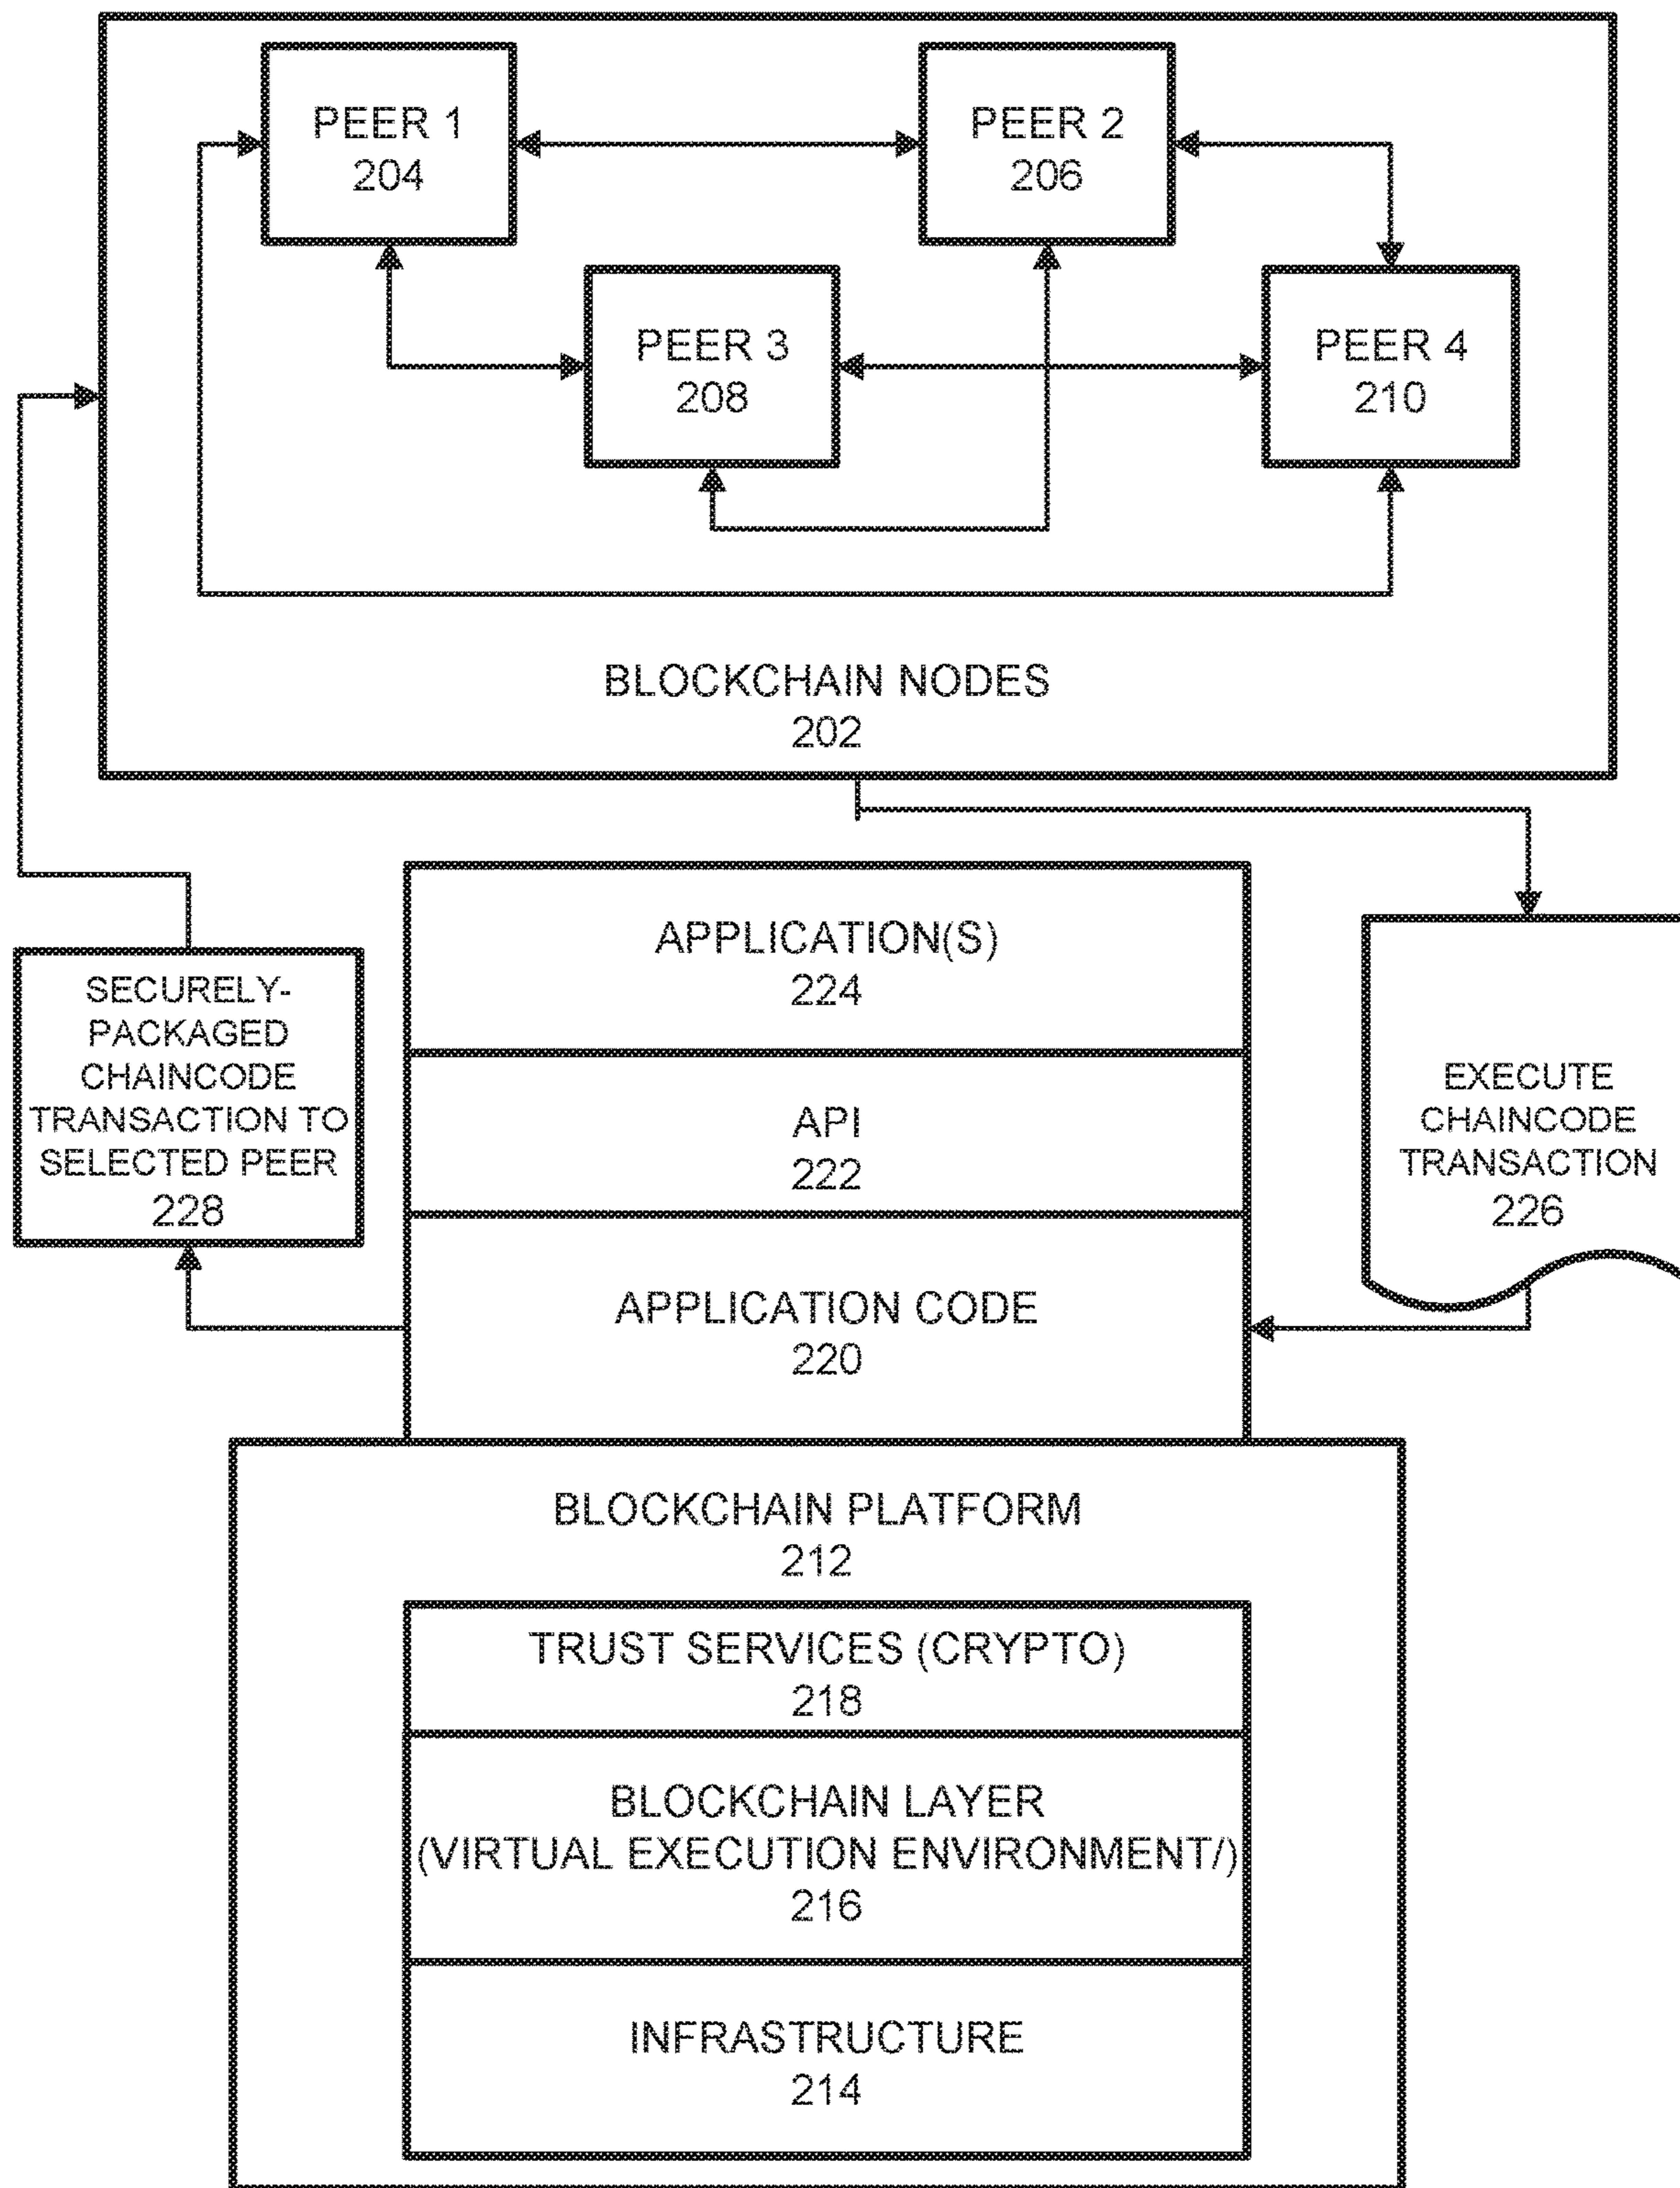 PEER 1
204
PEER 2
206
PEER 3
208
PEER 4
210
BLOCKCHAIN NODES
202
APPLICATION(S)
224
SECURELY-
PACKAGED
CHAINCODE
TRANSACTION TO
SELECTED PEER
228
API
222
EXECUTE
CHAINCODE
TRANSACTION
226
APPLICATION CODE
220
BLOCKCHAIN PLATFORM
212
TRUST SERVICES (CRYPTO)
218
BLOCKCHAIN LAYER
(VIRTUAL EXECUTION ENVIRONMENT/)
216
INFRASTRUCTURE
214